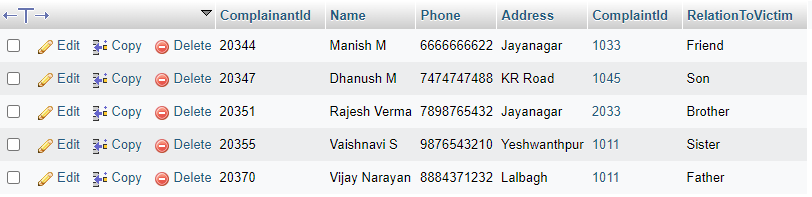 ComplainantId Name Phone Address ComplaintId RelationToVictim
Edit Copy Delete 20344 Manish M 6666666622 Jayanagar 1033 Friend
Edit Copy Delete 20347 Dhanush M 7474747488 KR Road 1045 Son
Edit Copy Delete 20351 Rajesh Verma 7898765432 Jayanagar 2033 Brother
Edit Copy Delete 20355 Vaishnavi S 9876543210 Yeshwanthpur 1011 Sister
Edit Copy Delete 20370 Vijay Narayan 8884371232 Lalbagh 1011 Father